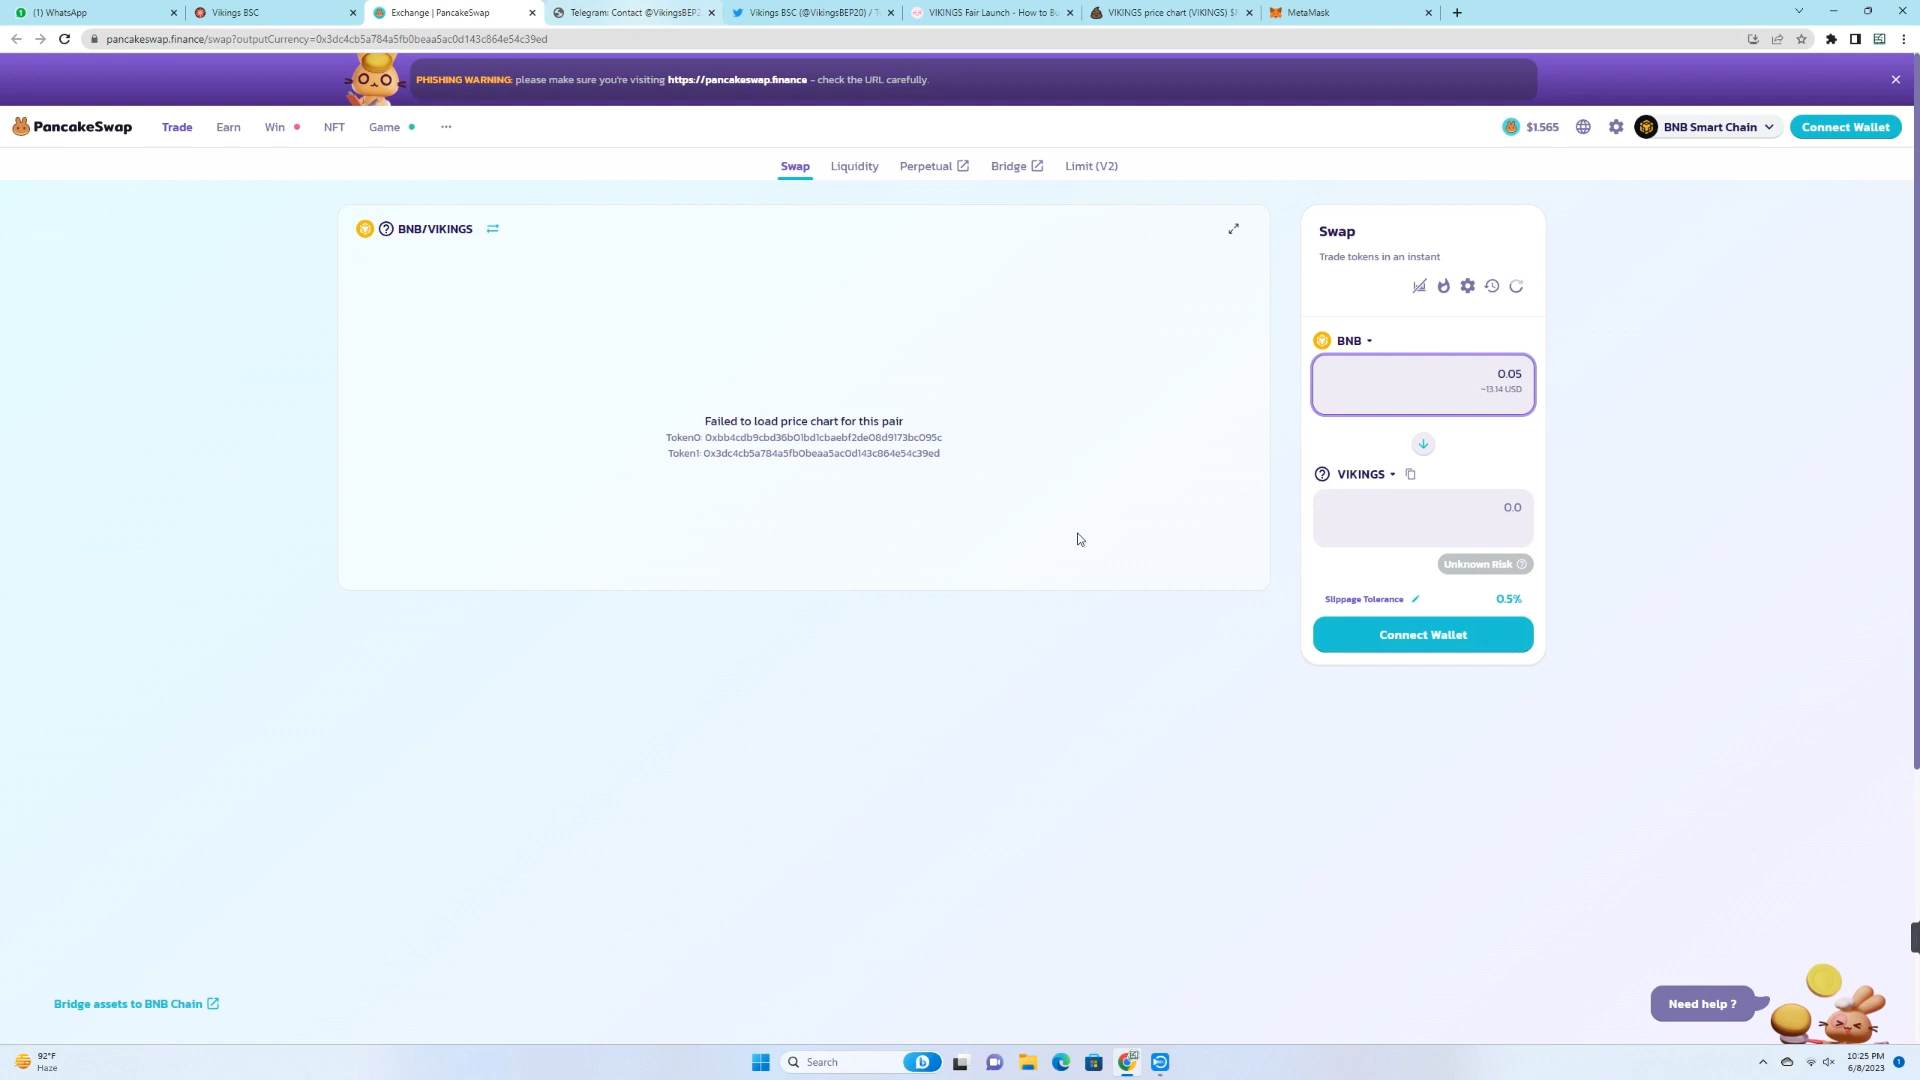 (1) WhatsApp
Vikings BSC
Exchange | PancakeSwap
Telegram: Contact @VikingsBEP2
Vikings BSC (@VikingsBEP20) / T
VIKINGS Fair Launch - How to Bu
VIKINGS price chart (VIKINGS) $
MetaMask
pancakeswap.finance/swap?outputCurrency=0x3dc4cb5a784a5fb0beaa5ac0d143c864e54c39ed
PHISHING WARNING: please make sure you're visiting https://pancakeswap.finance - check the URL carefully.
PancakeSwap
Trade
Earn
Win
NFT
Game
$1.565
BNB Smart Chain
Connect Wallet
Swap
Liquidity
Perpetual
Bridge
Limit (V2)
BNB/VIKINGS
Failed to load price chart for this pair
Token0: 0xbb4cdb9cbd36b01bd1cbaebf2de08d9173bc095c
Token1: 0x3dc4cb5a784a5fb0beaa5ac0d143c864e54c39ed
Swap
Trade tokens in an instant
BNB
0.05
~13.14 USD
VIKINGS
0.0
Unknown Risk
Slippage Tolerance
0.5%
Connect Wallet
Bridge assets to BNB Chain
Need help ?
92°F
Haze
Search
10:25 PM
6/8/2023
1